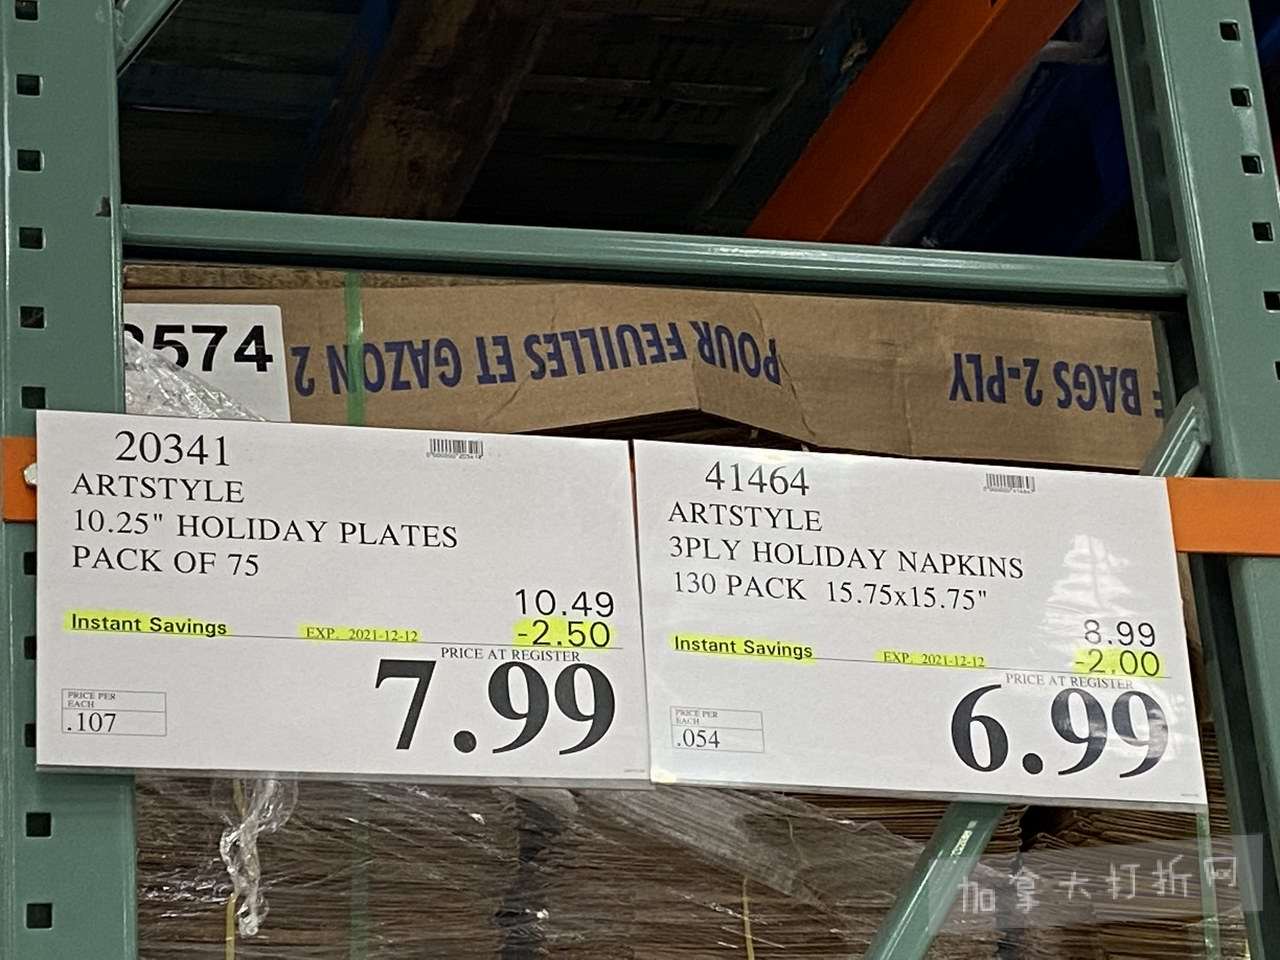 2574
POUR FEUILLES ET GAZON 2
BAGS 2-PLY
20341
ARTSTYLE
10.25" HOLIDAY PLATES
PACK OF 75
10.49
Instant Savings EXP. 2021-12-12 -2.50
PRICE AT REGISTER
7.99
PRICE PER
EACH
.107
41464
ARTSTYLE
3PLY HOLIDAY NAPKINS
130 PACK 15.75x15.75"
8.99
Instant Savings EXP. 2021-12-12 -2.00
PRICE AT REGISTER
6.99
PRICE PER
EACH
.054
加拿大打折网